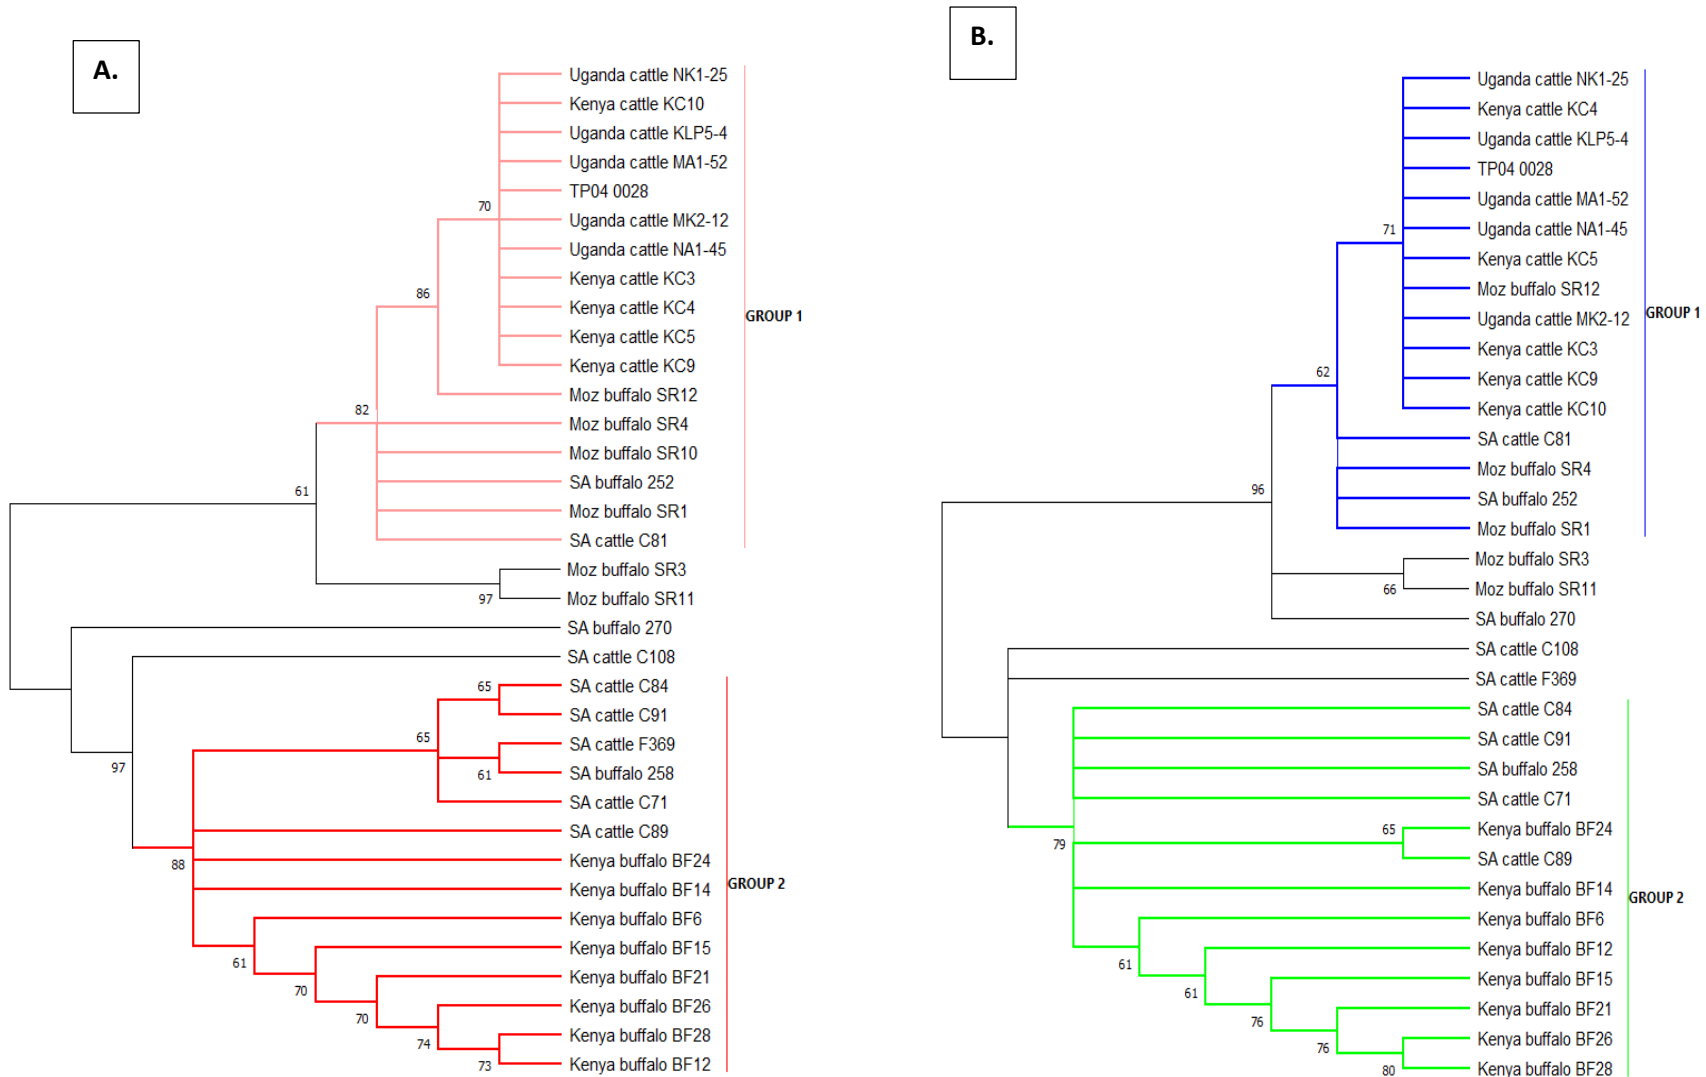 A.
Uganda cattle NK1-25
Kenya cattle KC10
Uganda cattle KLP5-4
Uganda cattle MA1-52
TP04 0028
70
Uganda cattle MK2-12
Uganda cattle NA1-45
Kenya cattle KC3
86
Kenya cattle KC4
GROUP 1
Kenya cattle KC5
Kenya cattle KC9
Moz buffalo SR12
82
Moz buffalo SR4
Moz buffalo SR10
SA buffalo 252
61
Moz buffalo SR1
SA cattle C81
Moz buffalo SR3
97
Moz buffalo SR11
SA buffalo 270
SA cattle C108
65
SA cattle C84
SA cattle C91
65
SA cattle F369
97
61
SA buffalo 258
SA cattle C71
SA cattle C89
88
Kenya buffalo BF24
GROUP 2
Kenya buffalo BF14
Kenya buffalo BF6
61
Kenya buffalo BF15
70
Kenya buffalo BF21
70
Kenya buffalo BF26
74
Kenya buffalo BF28
73
Kenya buffalo BF12
B.
Uganda cattle NK1-25
Kenya cattle KC4
Uganda cattle KLP5-4
TP04 0028
Uganda cattle MA1-52
71
Uganda cattle NA1-45
Kenya cattle KC5
Moz buffalo SR12
GROUP 1
Uganda cattle MK2-12
Kenya cattle KC3
62
Kenya cattle KC9
Kenya cattle KC10
SA cattle C81
Moz buffalo SR4
96
SA buffalo 252
Moz buffalo SR1
Moz buffalo SR3
66
Moz buffalo SR11
SA buffalo 270
SA cattle C108
SA cattle F369
SA cattle C84
SA cattle C91
SA buffalo 258
SA cattle C71
79
65
Kenya buffalo BF24
SA cattle C89
Kenya buffalo BF14
GROUP 2
Kenya buffalo BF6
61
Kenya buffalo BF12
61
Kenya buffalo BF15
76
Kenya buffalo BF21
76
Kenya buffalo BF26
80
Kenya buffalo BF28